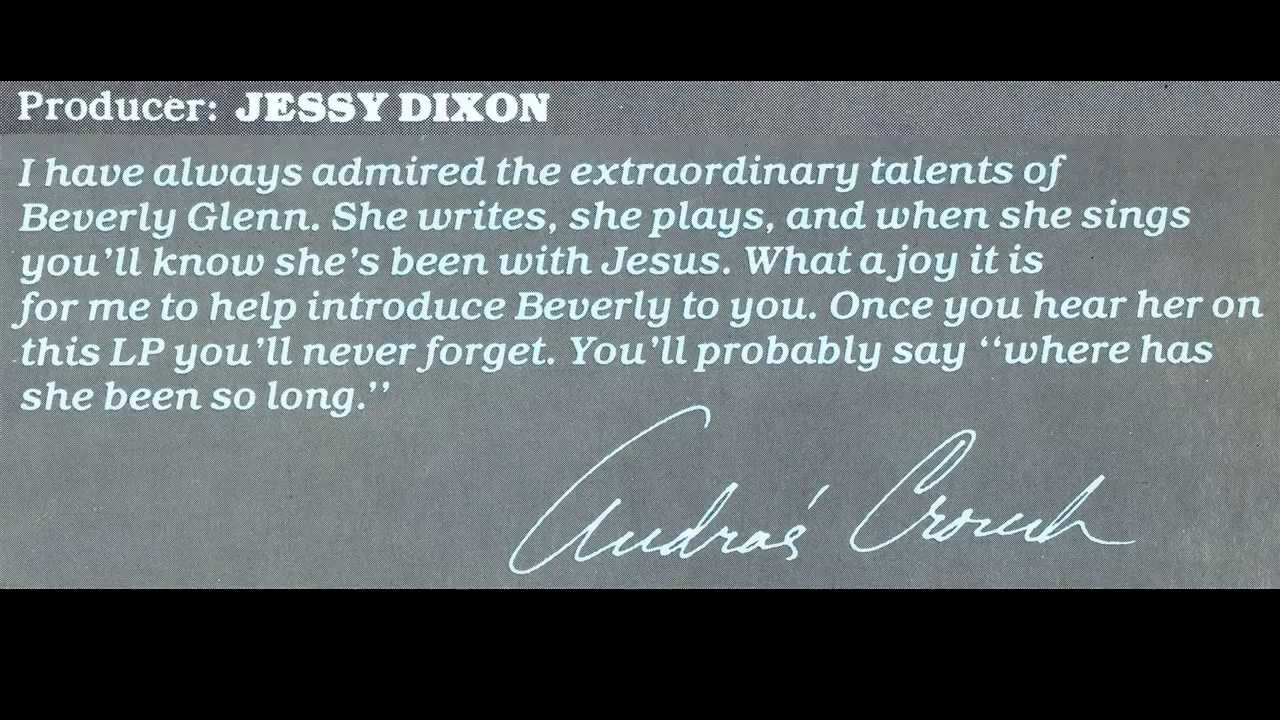 Producer: JESSY DIXON
I have always admired the extraordinary talents of
Beverly Glenn. She writes, she plays, and when she sings
you'll know she's been with Jesus. What a joy it is
for me to help introduce Beverly to you. Once you hear her on
this LP you'll never forget. You'll probably say “where has
she been so long.”
Andraé Crouch